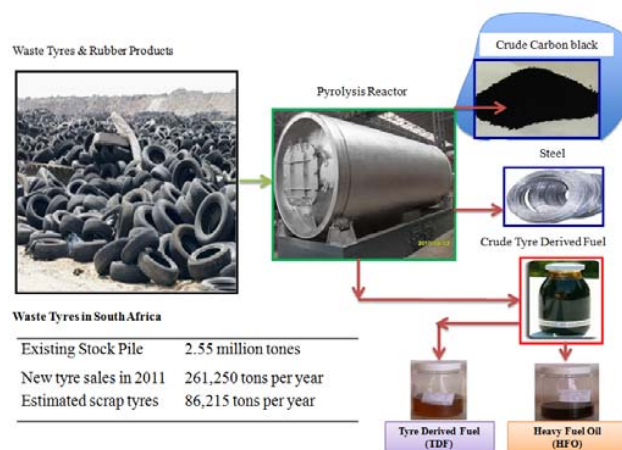 Waste Tyres & Rubber Products
Crude Carbon black
Pyrolysis Reactor
Steel
Crude Tyre Derived Fuel
Waste Tyres in South Africa
Existing Stock Pile 2.55 million tones
New tyre sales in 2011 261,250 tons per year
Estimated scrap tyres 86,215 tons per year
Tyre Derived Fuel
(TDF)
Heavy Fuel Oil
(HFO)